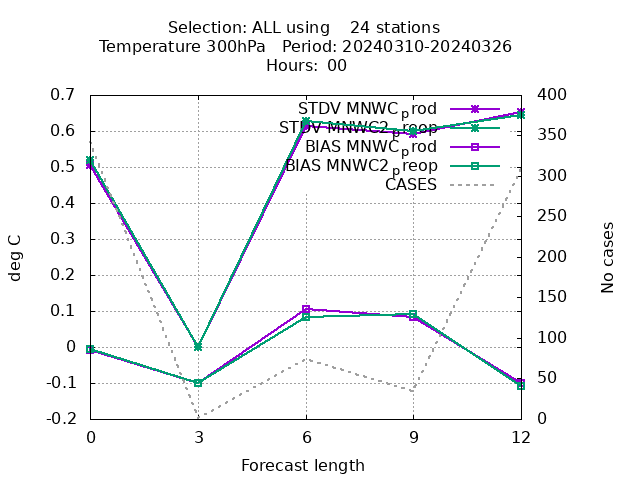 Selection: ALL using    24 stations
Temperature 300hPa   Period: 20240310-20240326
Hours:  00
0.7
0.6
0.5
0.4
0.3
0.2
0.1
0
-0.1
-0.2
deg C
STDV MNWC_prod
STDV MNWC2_preop
BIAS MNWC_prod
BIAS MNWC2_preop
CASES
400
350
300
250
200
150
100
50
0
No cases
0 3 6 9 12
Forecast length